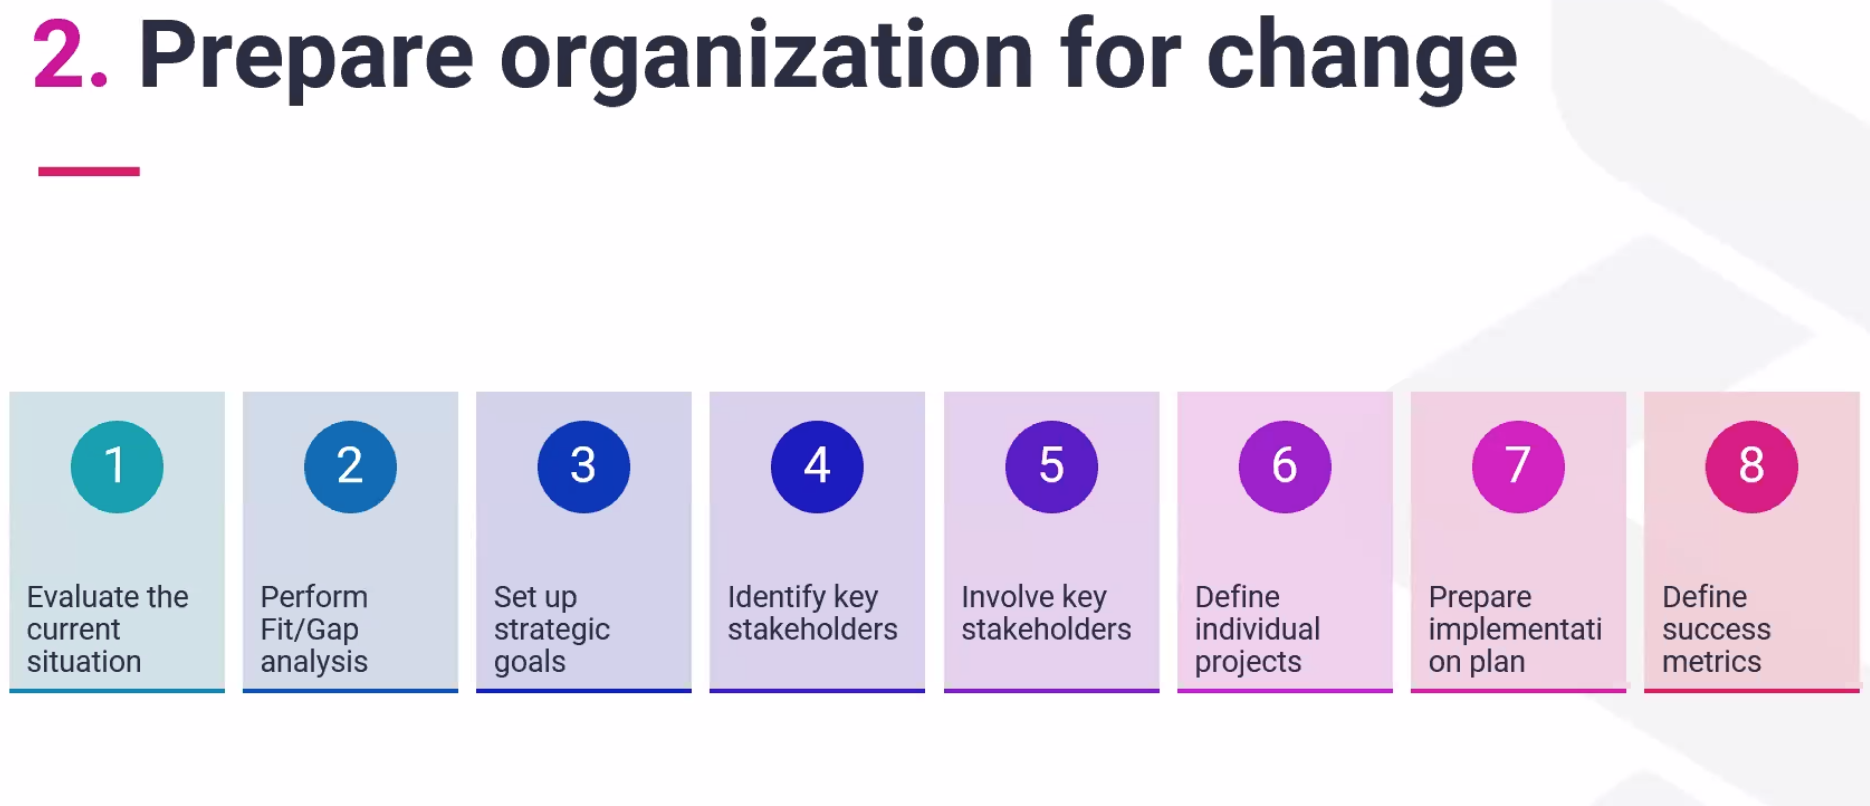 2. Prepare organization for change
1
Evaluate the
current
situation
2
Perform
Fit/Gap
analysis
3
Set up
strategic
goals
4
Identify key
stakeholders
5
Involve key
stakeholders
6
Define
individual
projects
7
Prepare
implementati
on plan
8
Define
success
metrics